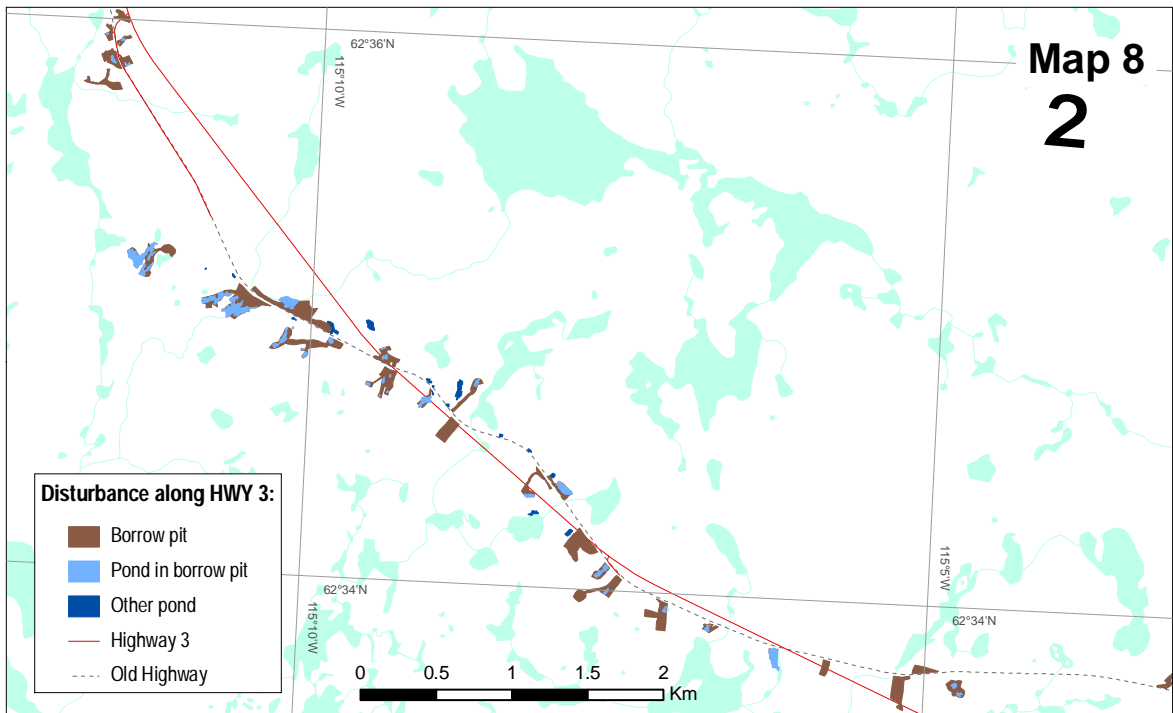 62°36'N
115°10'W
Map 8
2
Disturbance along HWY 3:
Borrow pit
Pond in borrow pit
Other pond
Highway 3
Old Highway
62°34'N
115°10'W
115°5'W
62°34'N
0 0.5 1 1.5 2
Km